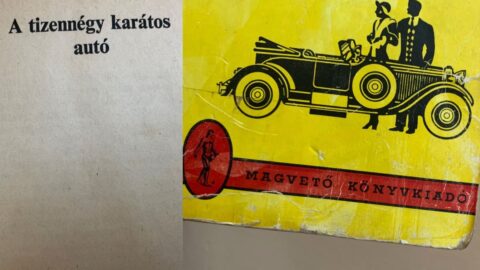 A tizennégy karátos
autó
MAGVETŐ KÖNYVKIADÓ